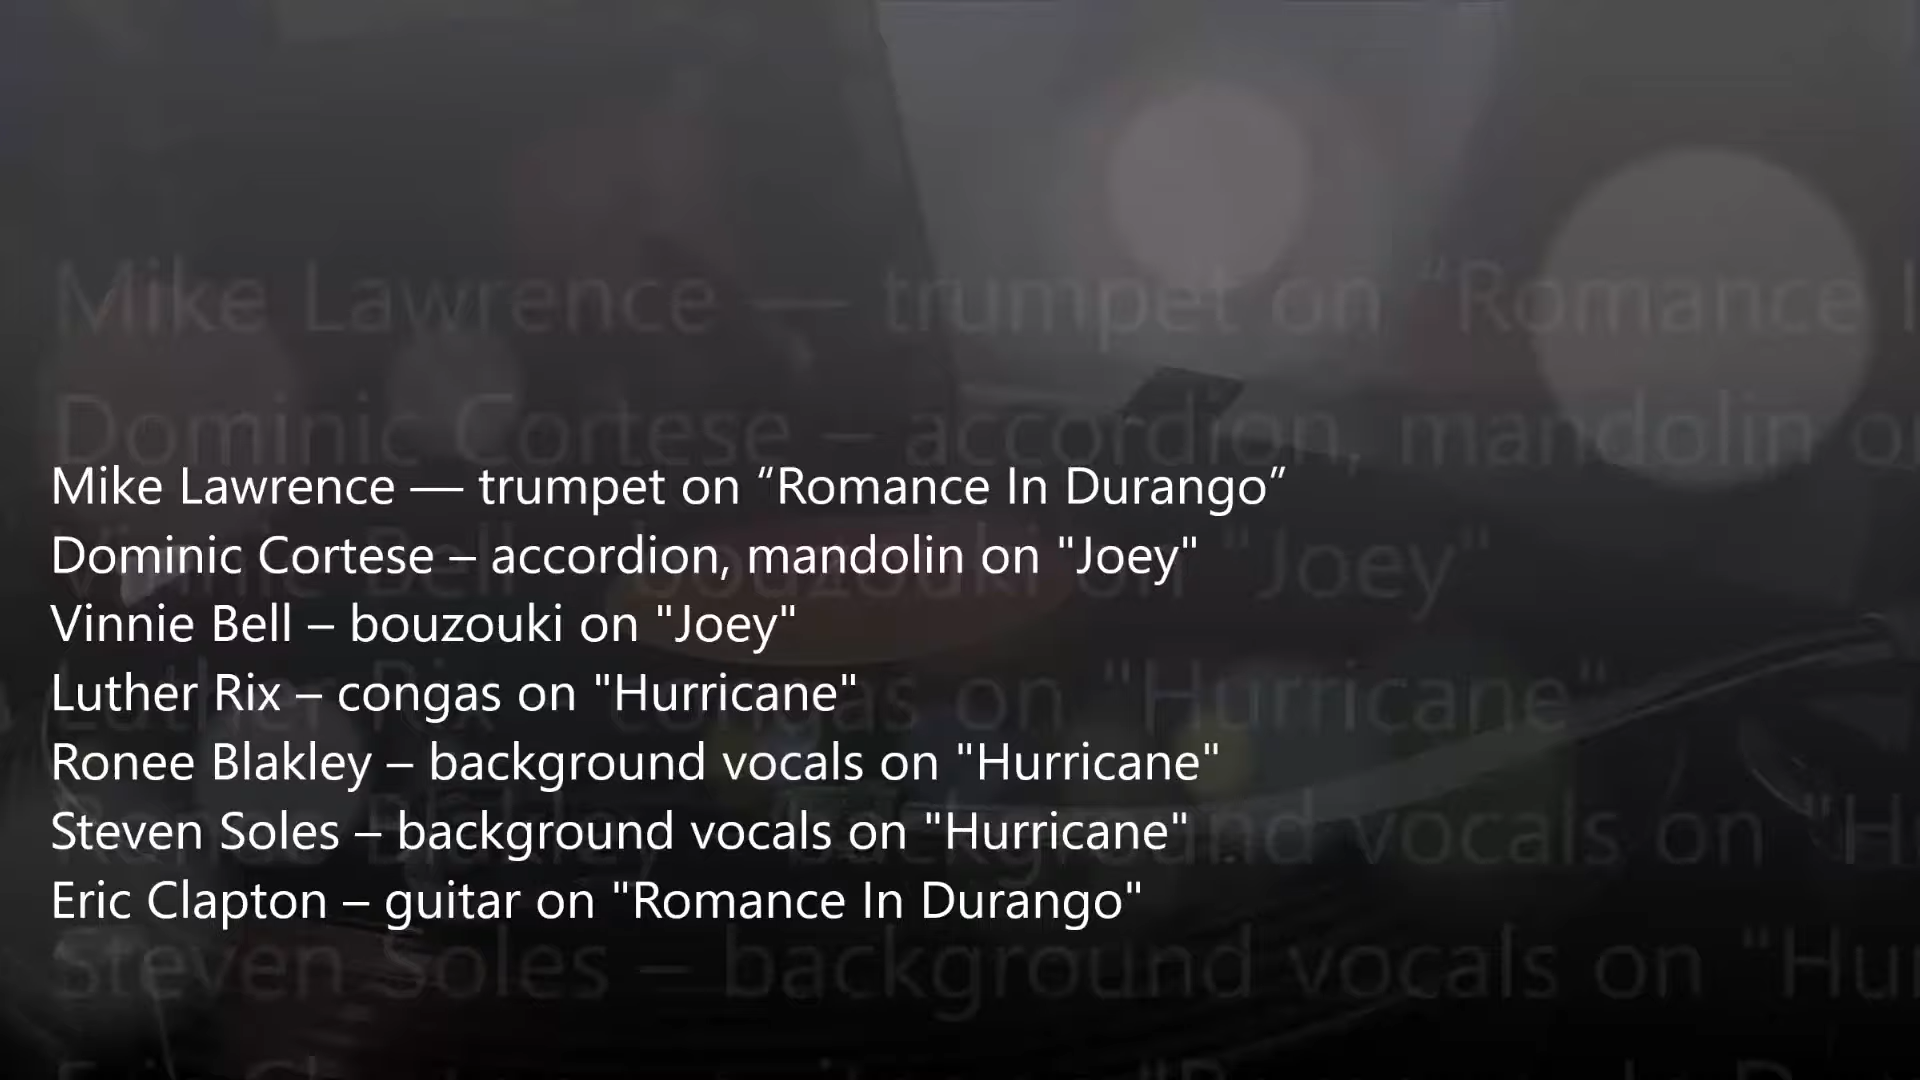 Mike Lawrence — trumpet on “Romance In Durango”
Dominic Cortese – accordion, mandolin on "Joey"
Vinnie Bell – bouzouki on "Joey"
Luther Rix – congas on "Hurricane"
Ronee Blakley – background vocals on "Hurricane"
Steven Soles – background vocals on "Hurricane"
Eric Clapton – guitar on "Romance In Durango"